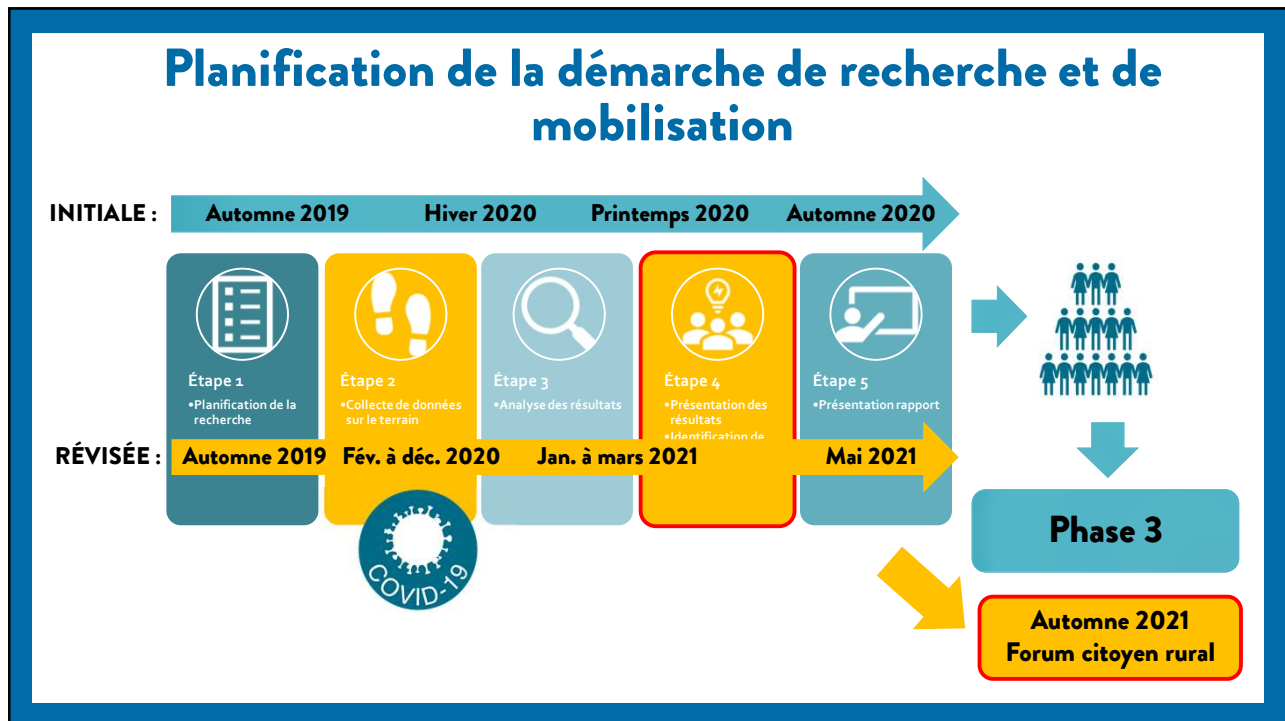 Planification de la démarche de recherche et de
mobilisation
INITIALE :
Automne 2019
Hiver 2020
Printemps 2020
Automne 2020
Étape 1
•Planification de la
recherche
Étape 2
•Collecte de données
sur le terrain
Étape 3
•Analyse des résultats
Étape 4
•Présentation des
résultats
•Identification de
Étape 5
•Présentation rapport
RÉVISÉE :
Automne 2019
Fév. à déc. 2020
Jan. à mars 2021
Mai 2021
COVID-19
Phase 3
Automne 2021
Forum citoyen rural